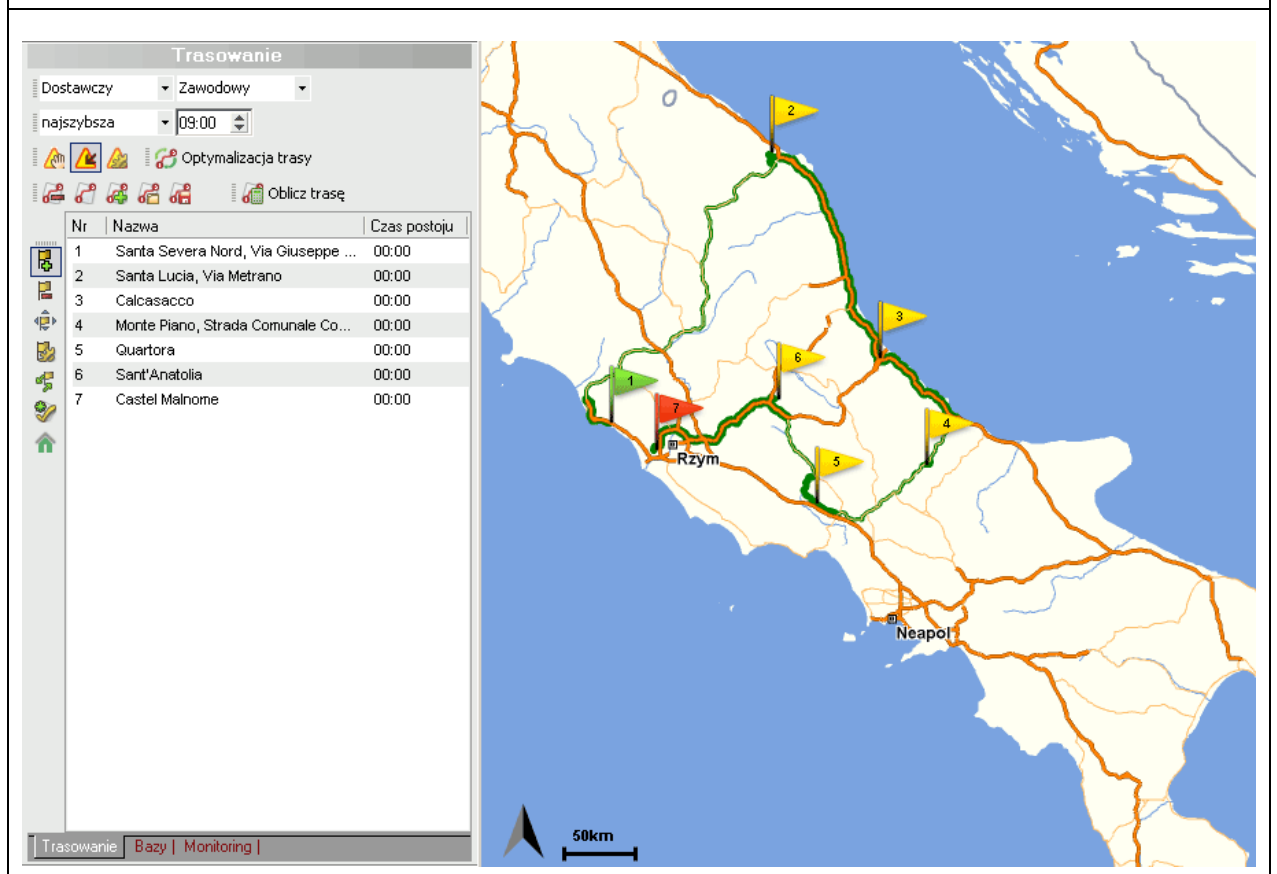 Trasowanie
Dostawczy Zawodowy
najszybsza 09:00
Optymalizacja trasy
Oblicz trasę
Nr Nazwa Czas postoju
1 Santa Severa Nord, Via Giuseppe ... 00:00
2 Santa Lucia, Via Metrano 00:00
3 Calcasacco 00:00
4 Monte Piano, Strada Comunale Co... 00:00
5 Quartora 00:00
6 Sant'Anatolia 00:00
7 Castel Malnome 00:00
Trasowanie Bazy | Monitoring |
2
3
6
1
7
4
Rzym
5
Neapol
50km